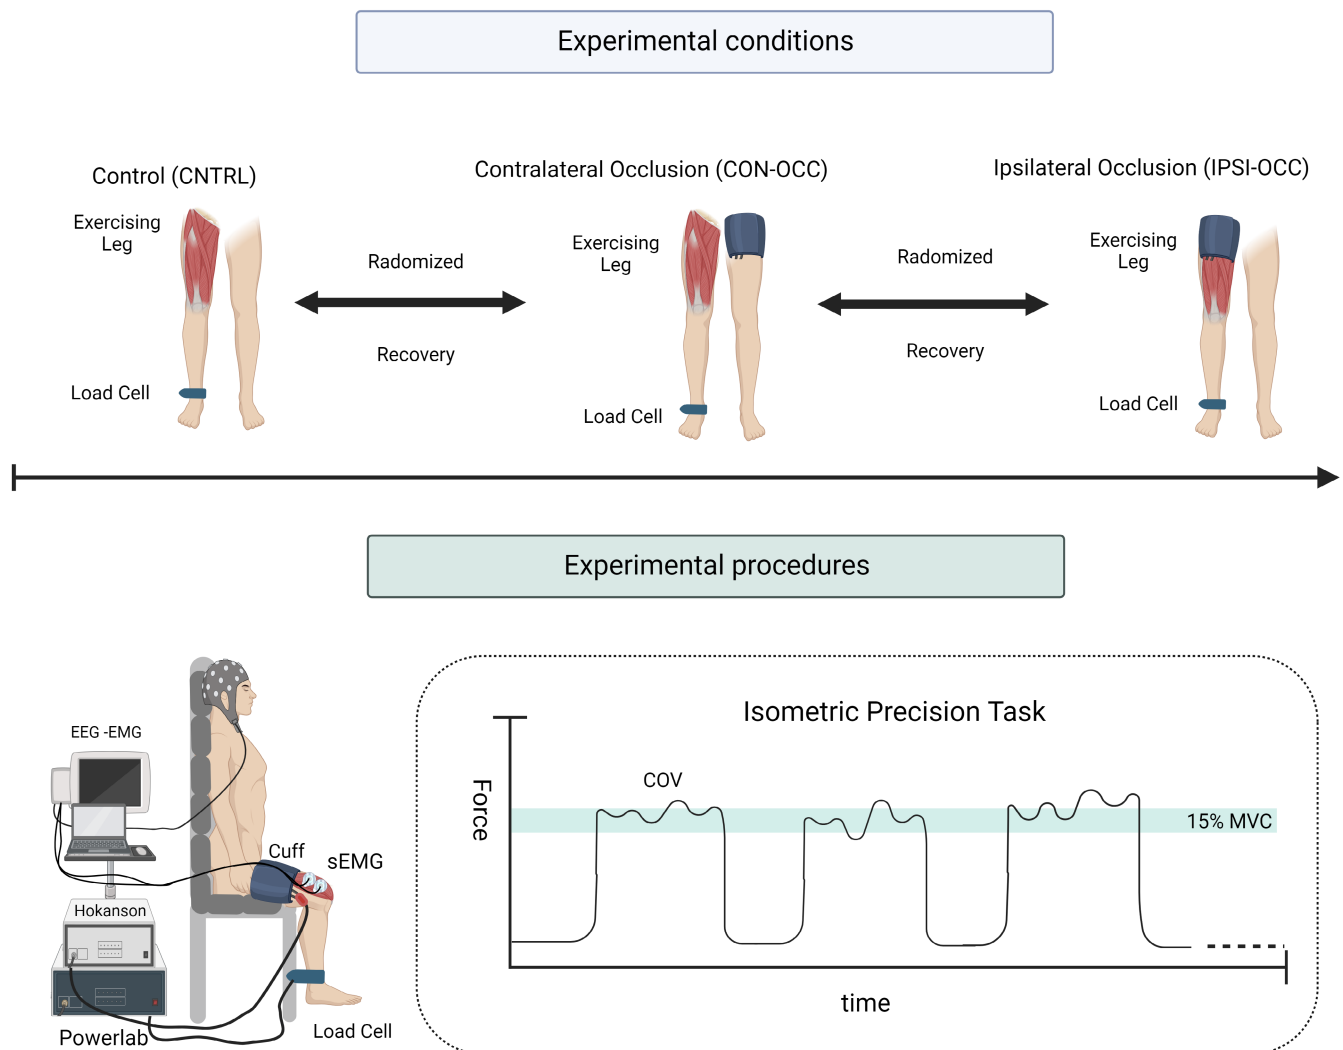 Experimental conditions
Control (CNTRL)
Contralateral Occlusion (CON-OCC)
Ipsilateral Occlusion (IPSI-OCC)
Exercising
Leg
Radomized
Recovery
Load Cell
Exercising
Leg
Radomized
Recovery
Load Cell
Exercising
Leg
Load Cell
Experimental procedures
EEG -EMG
Cuff
sEMG
Hokanson
Powerlab
Load Cell
Isometric Precision Task
Force
COV
15% MVC
time